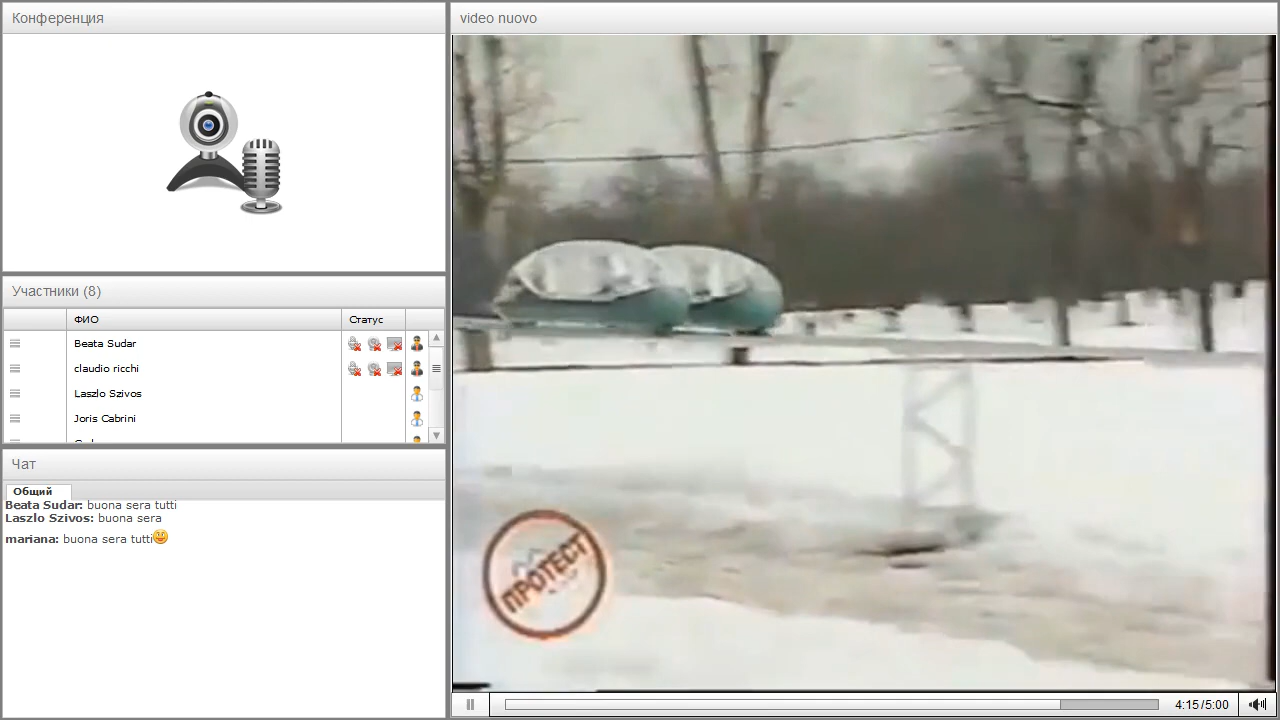 Конференция
video nuovo
Участники (8)
ФИО
Статус
Beata Sudar
claudio ricchi
Laszlo Szivos
Joris Cabrini
Чат
Общий
Beata Sudar: buona sera tutti
Laszlo Szivos: buona sera
mariana: buona sera tutti
ПРОТЕСТ
4:15/5:00